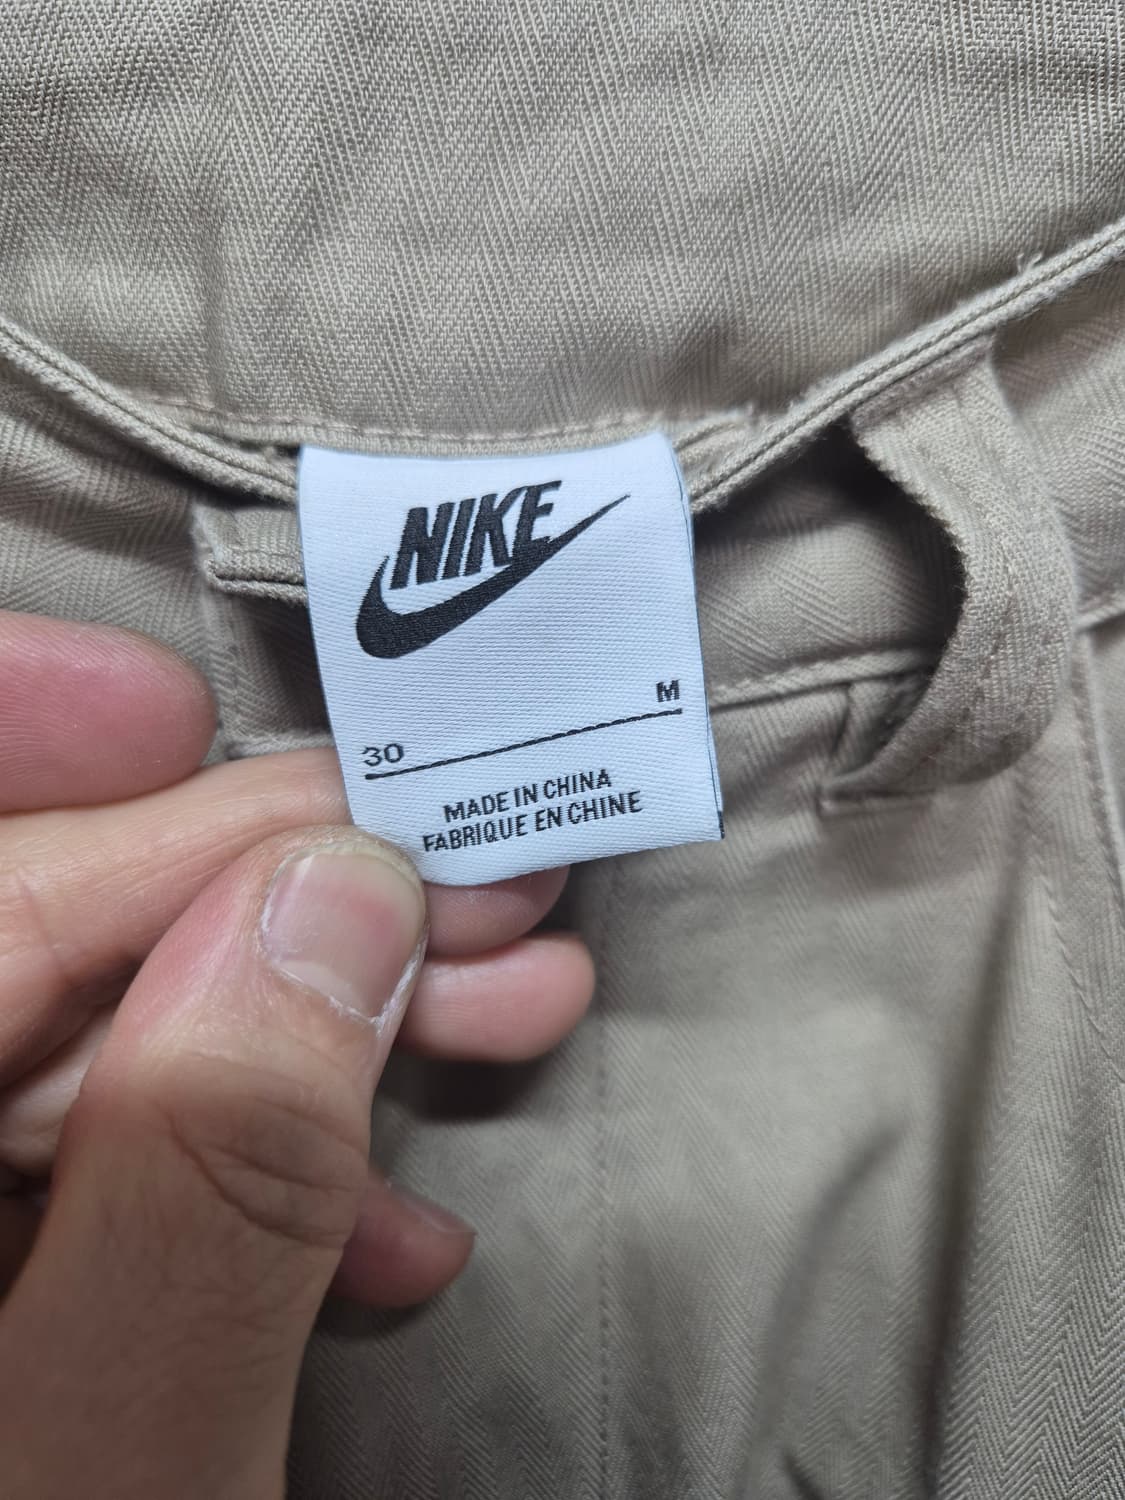 NIKE
M
30
MADE IN CHINA
FABRIQUE EN CHINE